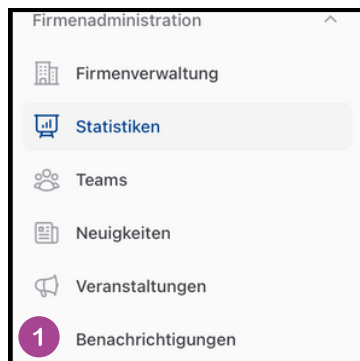 Firmenadministration
Firmenverwaltung
Statistiken
Teams
Neuigkeiten
Veranstaltungen
1 Benachrichtigungen